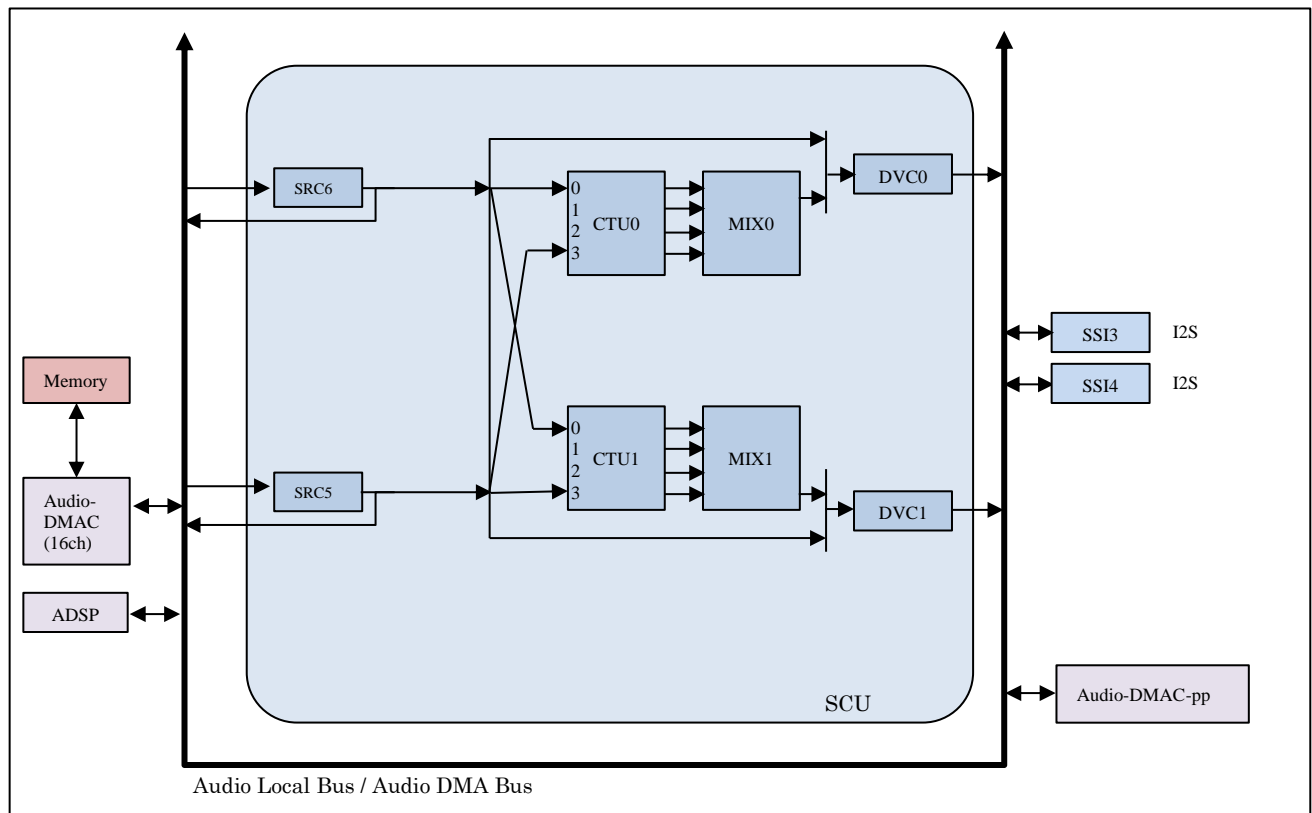 SRC6
0
1
2
3
CTU0
MIX0
DVC0
SSI3 I2S
SSI4 I2S
Memory
Audio-
DMAC
(16ch)
ADSP
SRC5
0
1
2
3
CTU1
MIX1
DVC1
SCU
Audio-DMAC-pp
Audio Local Bus / Audio DMA Bus